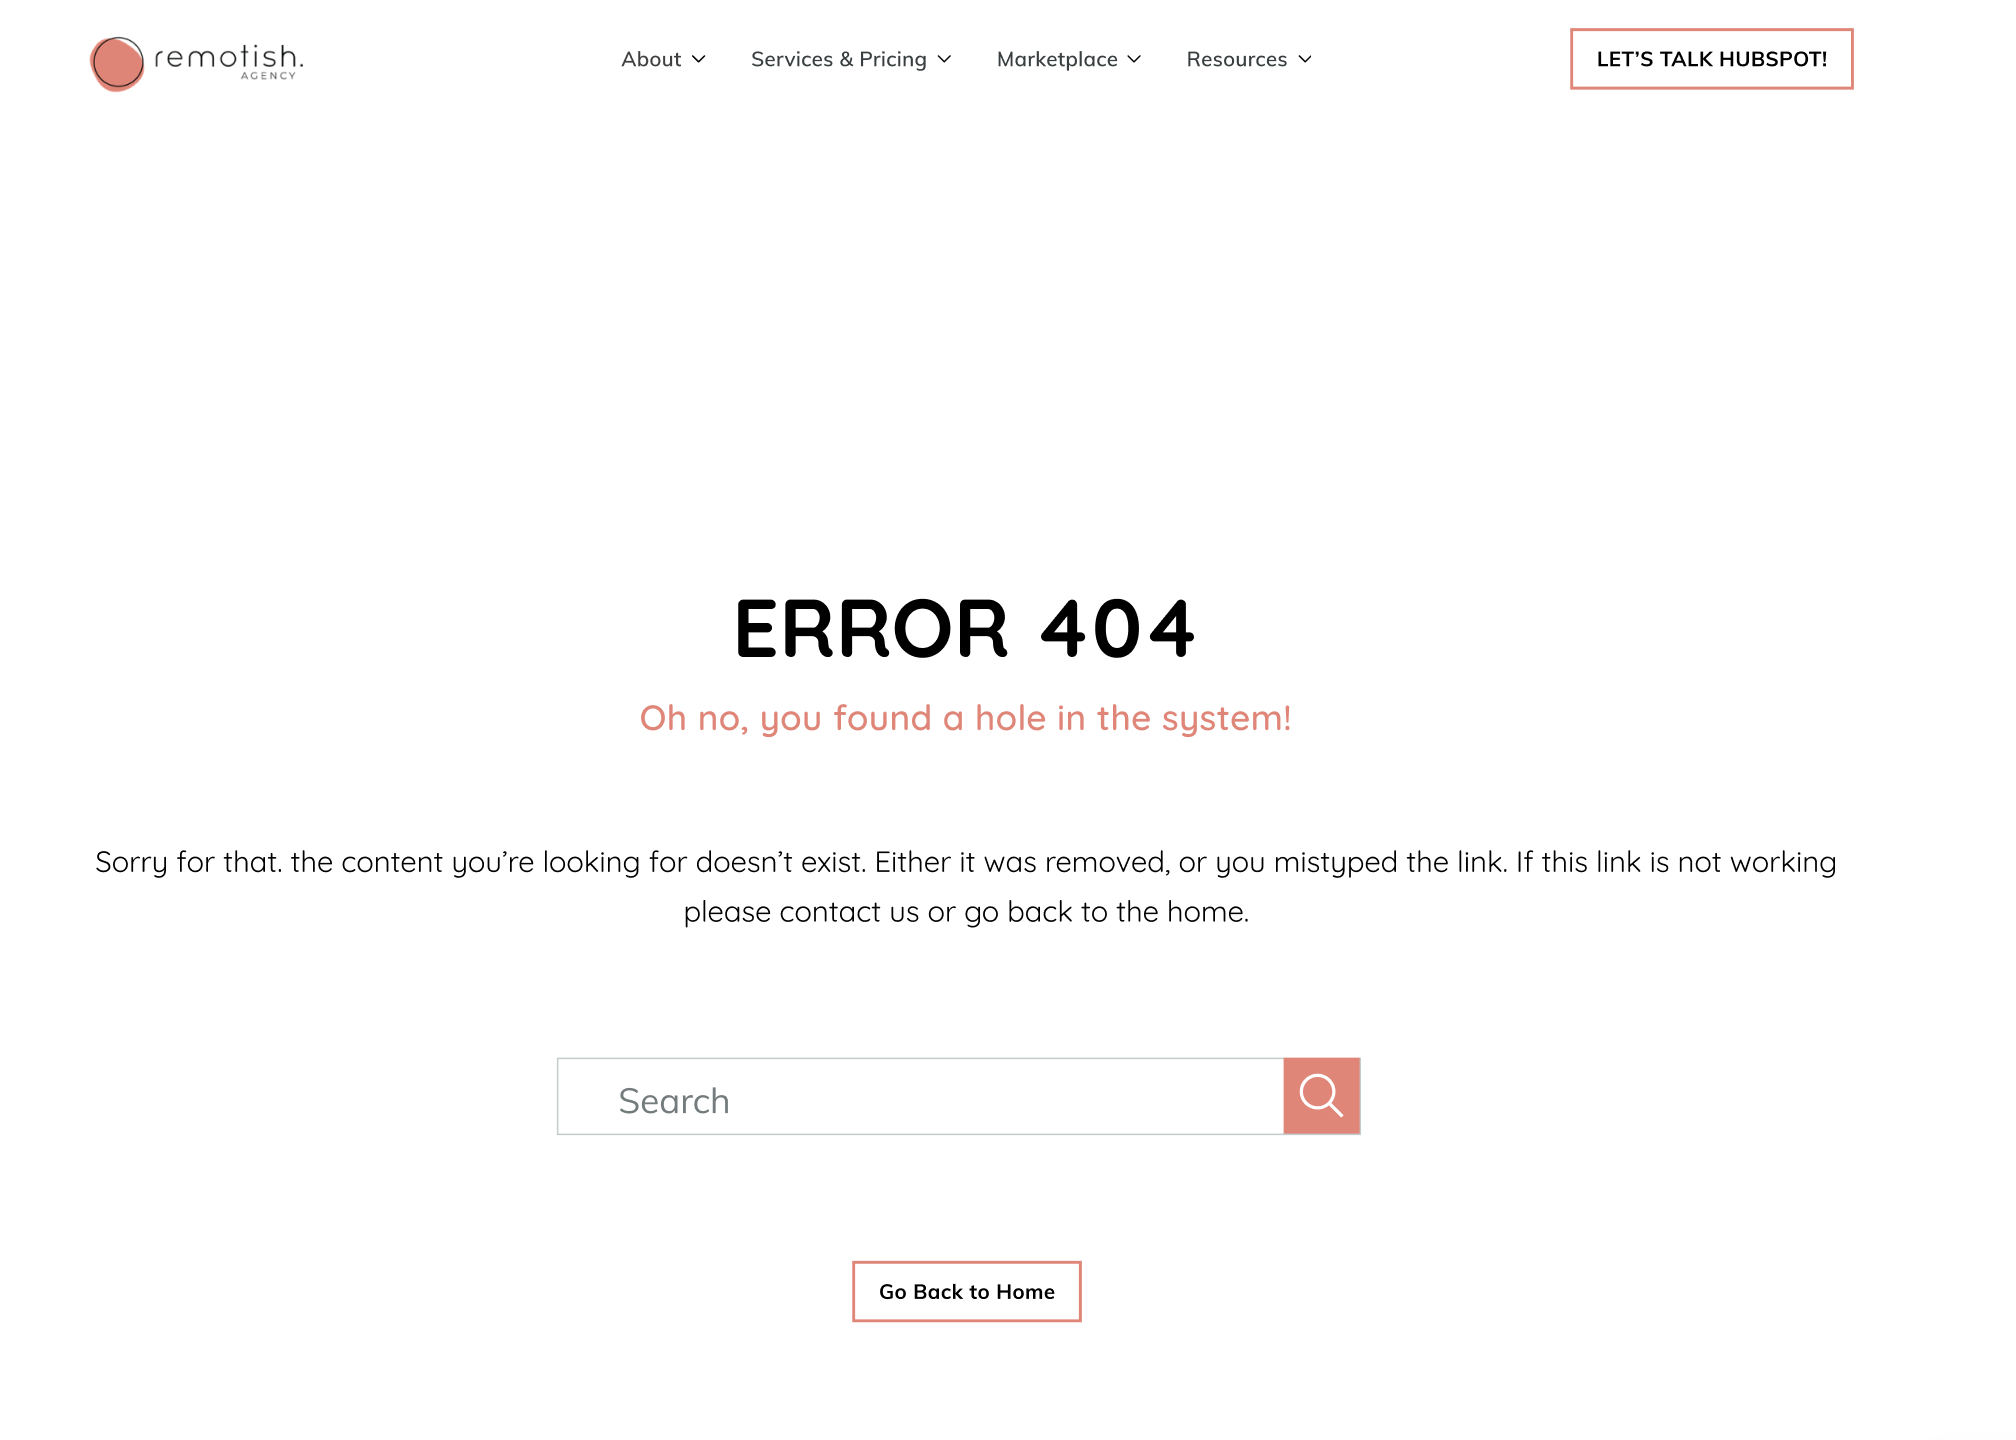 remotish.
AGENCY
About
Services & Pricing
Marketplace
Resources
LET’S TALK HUBSPOT!
ERROR 404
Oh no, you found a hole in the system!
Sorry for that. the content you’re looking for doesn’t exist. Either it was removed, or you mistyped the link. If this link is not working
please contact us or go back to the home.
Search
Go Back to Home